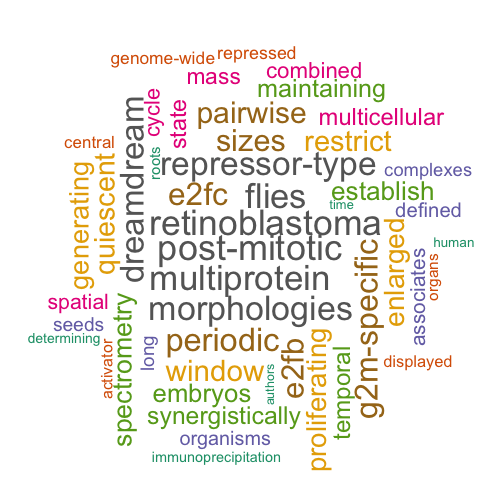 genome-wide
repressed
mass
combined
maintaining
cycle
state
pairwise
multicellular
central
roots
sizes
restrict
dreamdream
repressor-type
complexes
generating
quiescent
e2fc
flies
establish
time
defined
retinoblastoma
human
post-mitotic
enlarged
associates
organs
multiprotein
g2m-specific
spatial
morphologies
seeds
determining
activator
long
periodic
e2fb
displayed
spectrometry
window
proliferating
temporal
embryos
authors
synergistically
organisms
immunoprecipitation